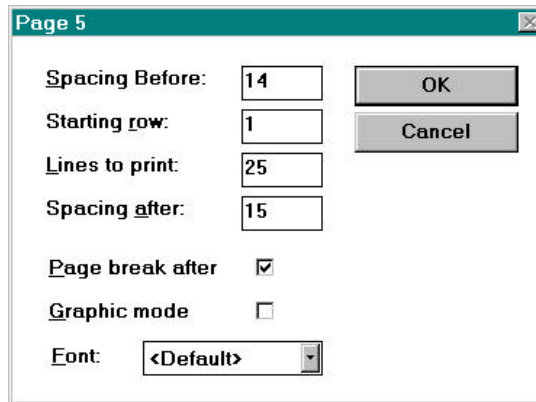 Page 5
Spacing Before: 14
OK
Starting row: 1
Cancel
Lines to print: 25
Spacing after: 15
Page break after
Graphic mode
Font: <Default>